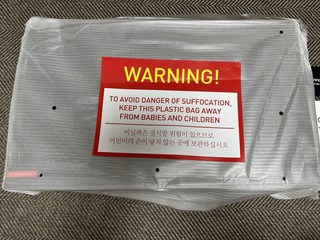 WARNING!
TO AVOID DANGER OF SUFFOCATION,
KEEP THIS PLASTIC BAG AWAY
FROM BABIES AND CHILDREN
비닐팩은 질식할 위험이 있으므로
어린이의 손이 닿지 않는 곳에 보관하십시오